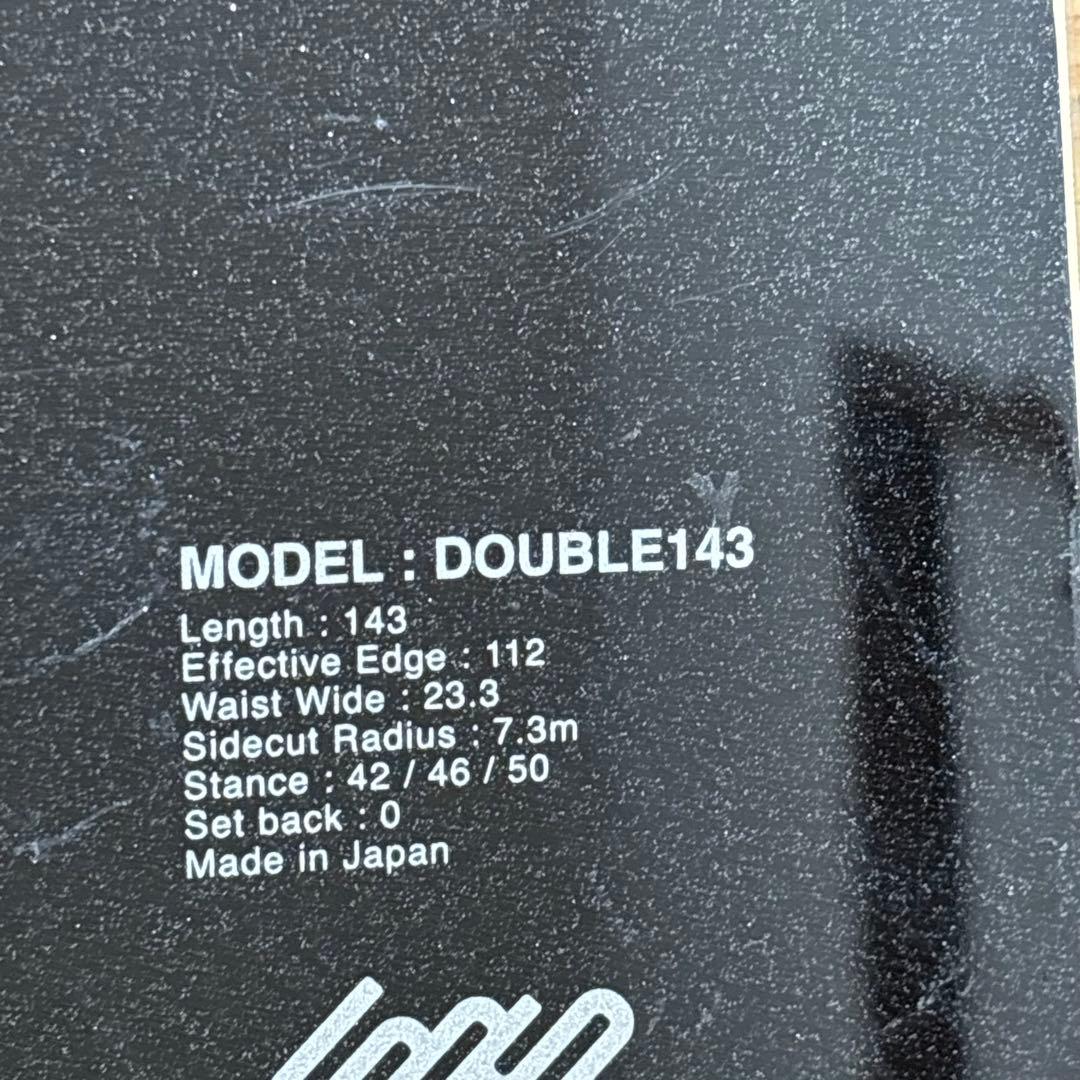 MODEL : DOUBLE143
Length : 143
Effective Edge : 112
Waist Wide : 23.3
Sidecut Radius : 7.3m
Stance : 42 / 46 / 50
Set back : 0
Made in Japan